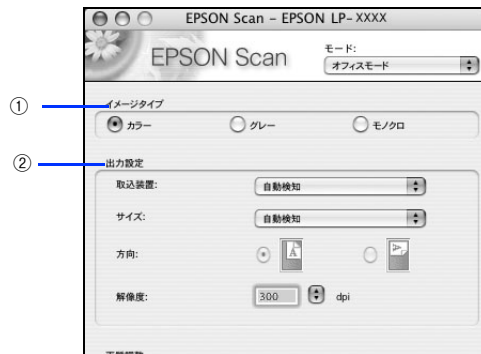 EPSON Scan - EPSON LP-XXXX
EPSON Scan
モード:
オフィスモード
① イメージタイプ
カラー グレー モノクロ
② 出力設定
取込装置: 自動検知
サイズ: 自動検知
方向:
解像度: 300 dpi